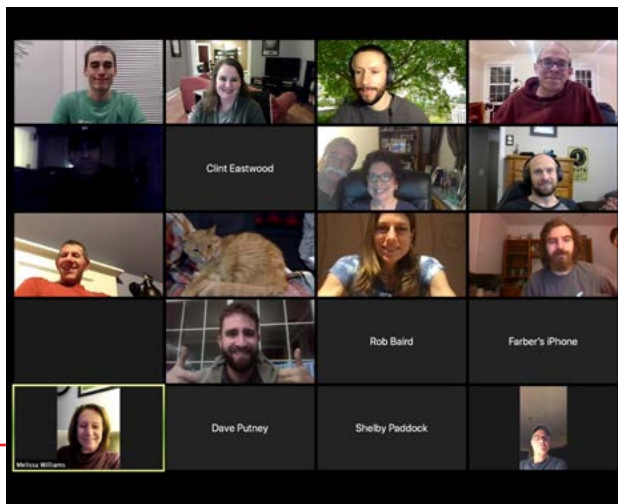 Clint Eastwood
Rob Baird
Farber's iPhone
Melissa Williams
Dave Putney
Shelby Paddock